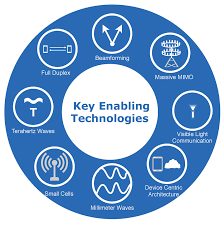 Key Enabling
Technologies
Beamforming
Massive MIMO
Visible Light
Communication
Device Centric
Architecture
Millimeter Waves
Small Cells
Terahertz Waves
Full Duplex